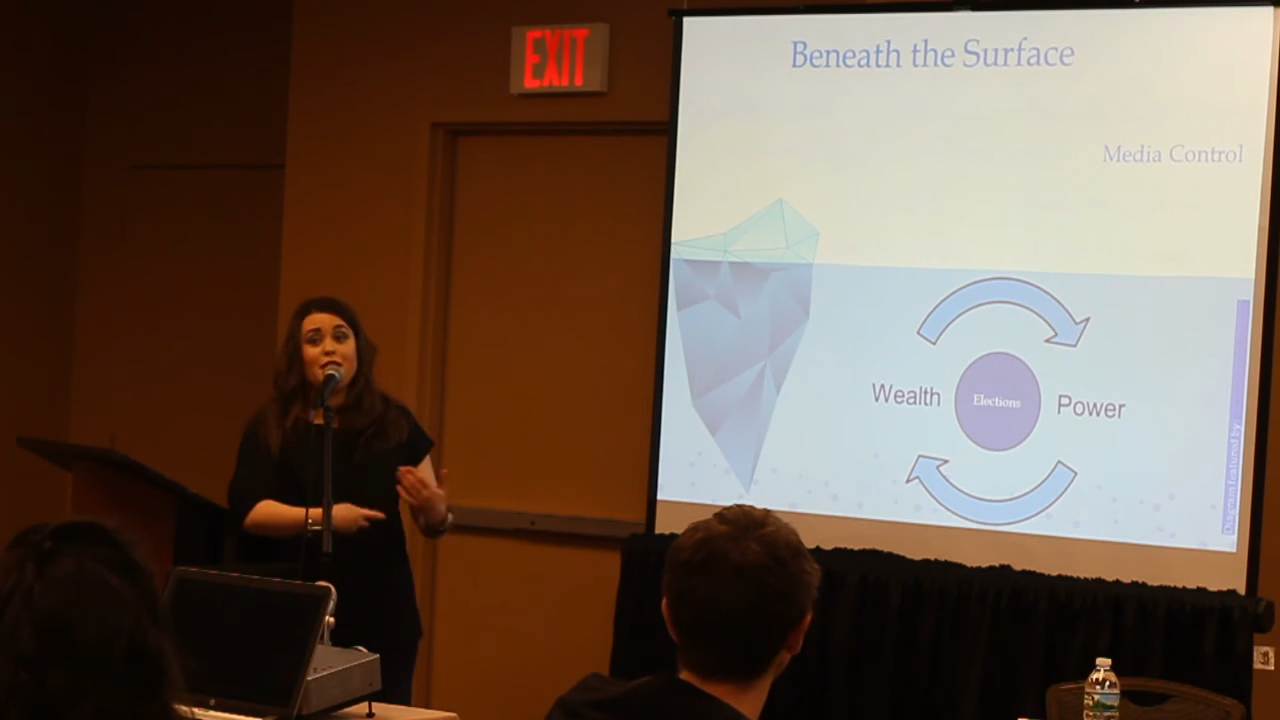 EXIT
Beneath the Surface
Media Control
Wealth
Elections
Power